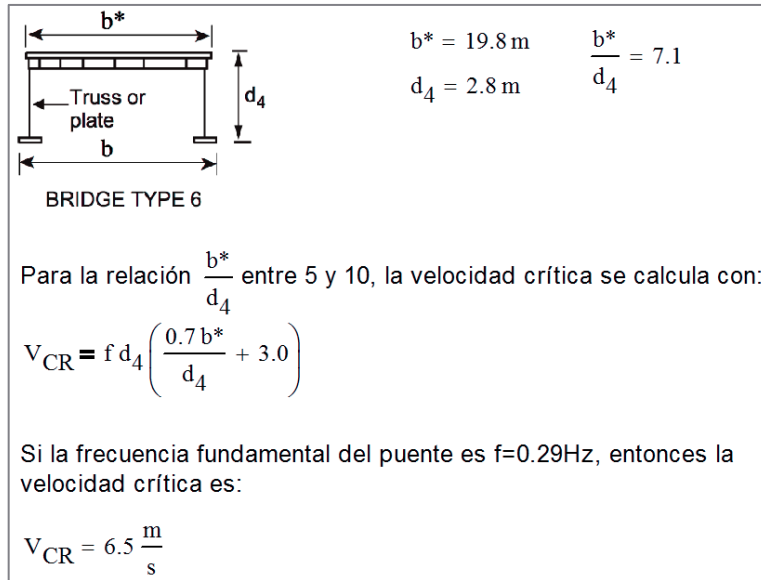 b*
Truss or
plate
d₄
b
BRIDGE TYPE 6
b* = 19.8 m
b*/d₄ = 7.1
d₄ = 2.8 m
Para la relación b*/d₄ entre 5 y 10, la velocidad crítica se calcula con:
V_CR = f d₄ (0.7 b*/d₄ + 3.0)
Si la frecuencia fundamental del puente es f=0.29Hz, entonces la
velocidad crítica es:
V_CR = 6.5 m/s